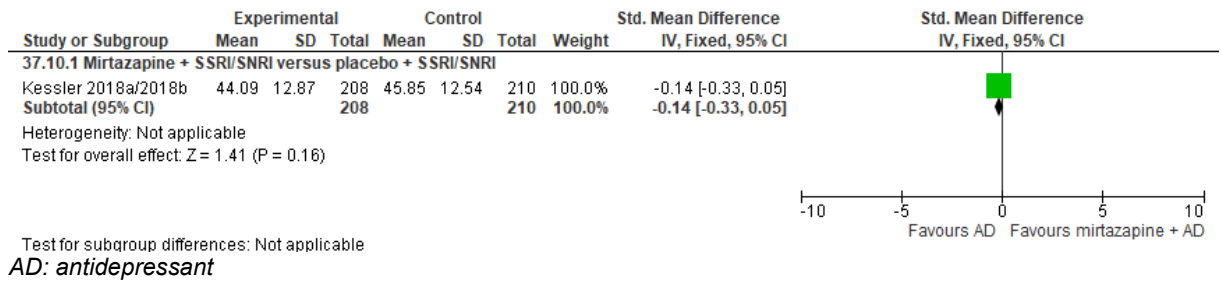 Experimental Control Std. Mean Difference Std. Mean Difference
Study or Subgroup Mean SD Total Mean SD Total Weight IV, Fixed, 95% CI IV, Fixed, 95% CI
37.10.1 Mirtazapine + SSRI/SNRI versus placebo + SSRI/SNRI
Kessler 2018a/2018b 44.09 12.87 208 45.85 12.54 210 100.0% -0.14 [-0.33, 0.05]
Subtotal (95% CI) 208 210 100.0% -0.14 [-0.33, 0.05]
Heterogeneity: Not applicable
Test for overall effect: Z = 1.41 (P = 0.16)
-10 -5 0 5 10
Favours AD Favours mirtazapine + AD
Test for subgroup differences: Not applicable
AD: antidepressant